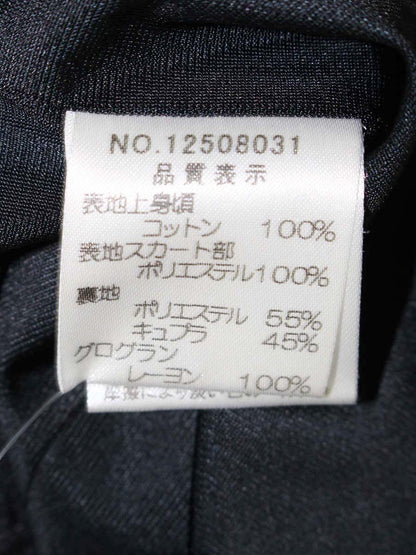 NO.12508031
品質表示
表地上身頃
コットン 100%
表地スカート部
ポリエステル100%
裏地
ポリエステル 55%
キュプラ 45%
グログラン
レーヨン 100%